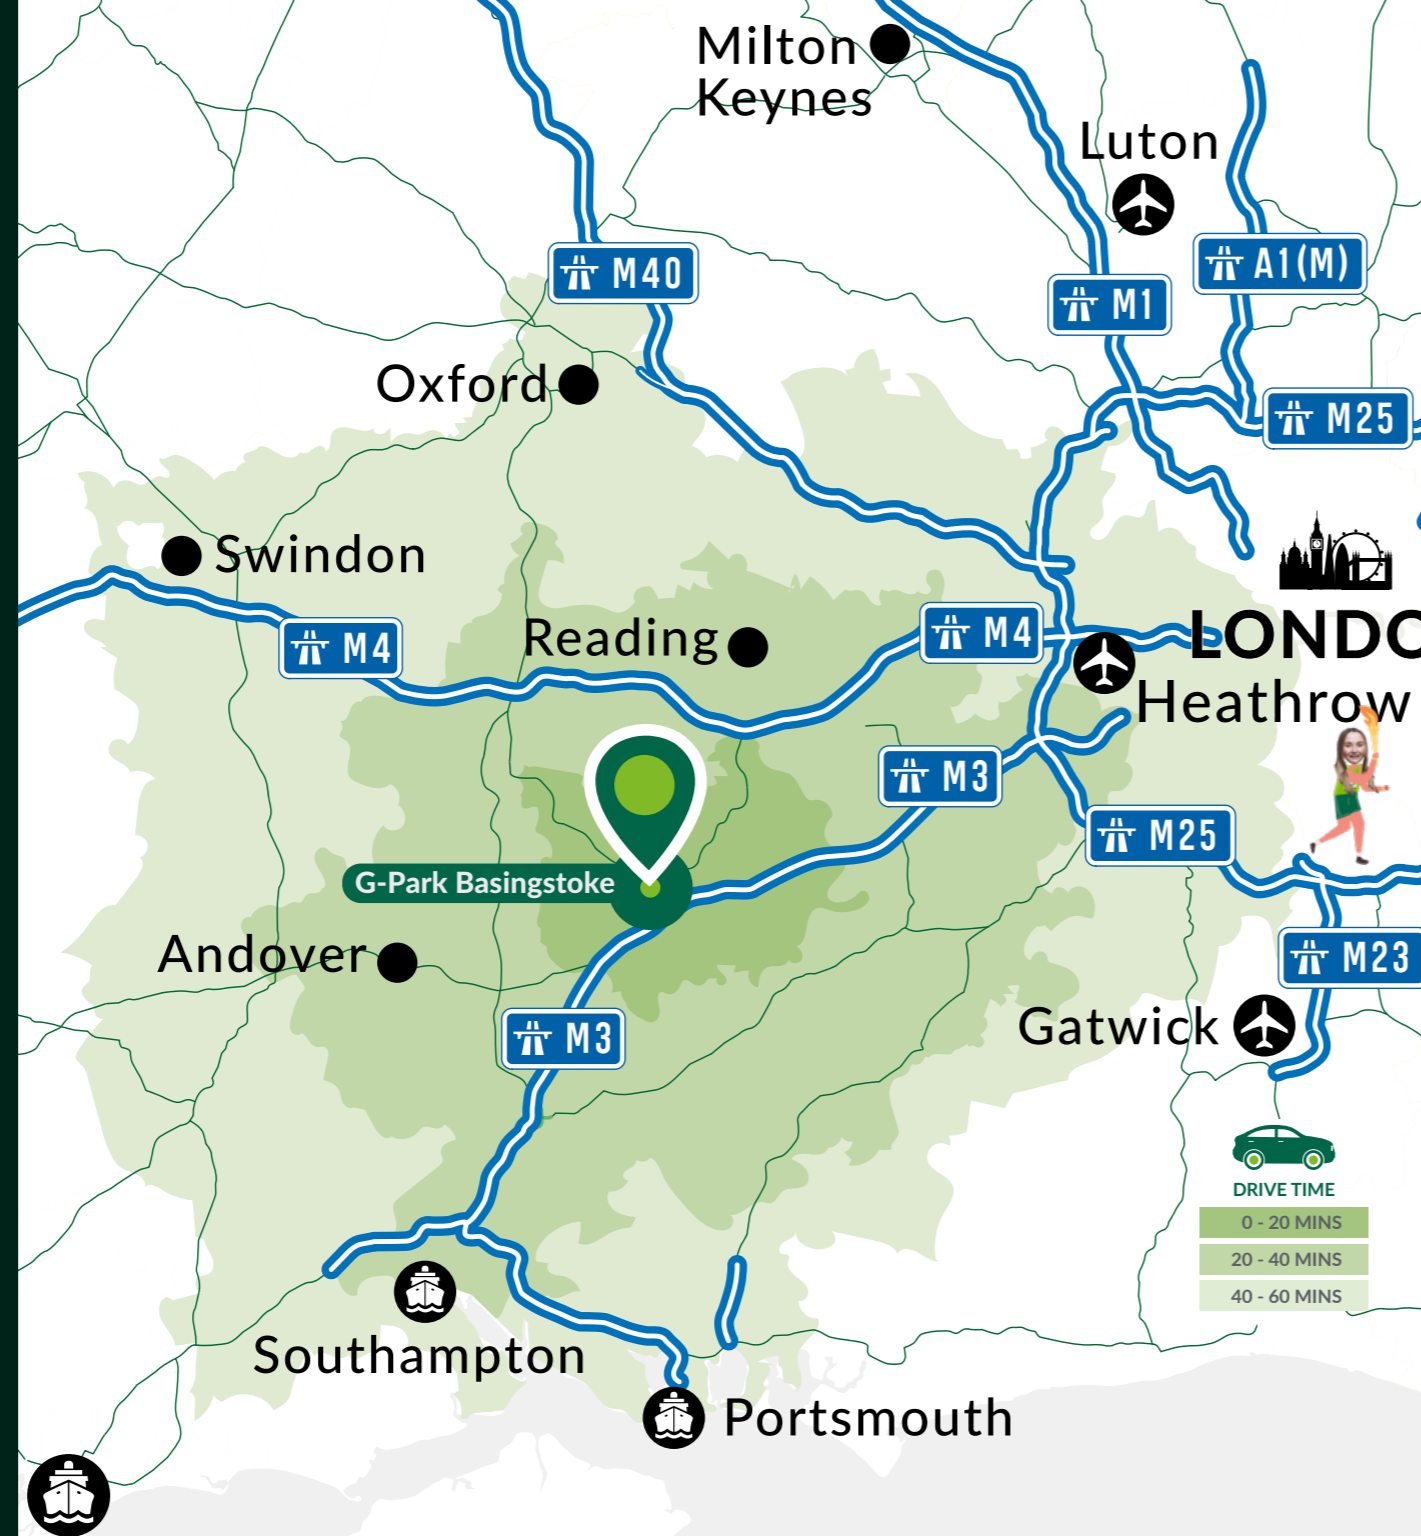 Milton
Keynes
Luton
M40
A1(M)
M1
Oxford
M25
Swindon
M4
Reading
M4
LONDO
Heathrow
M3
M25
G-Park Basingstoke
Andover
M23
Gatwick
M3
DRIVE TIME
0 - 20 MINS
20 - 40 MINS
40 - 60 MINS
Southampton
Portsmouth